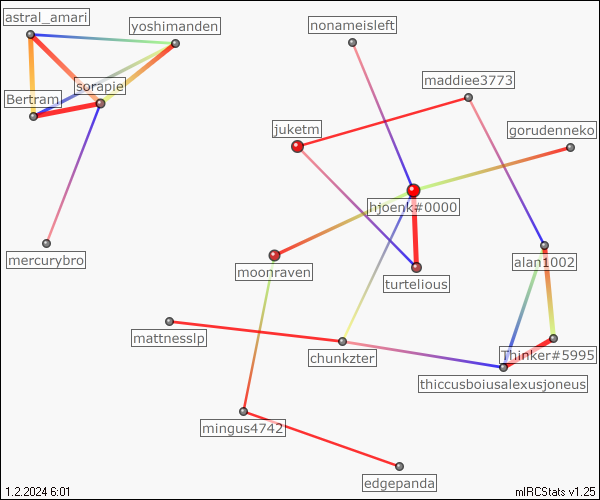 astral_amari
yoshimanden
nonameisleft
maddiee3773
Bertram
sorapie
juketm
gorudenneko
hjoenk#0000
mercurybro
moonraven
alan1002
turtelious
mattnesslp
chunkzter
Thinker#5995
thiccusboiusalexusjoneus
mingus4742
edgepanda
1.2.2024 6:01
mIRCStats v1.25